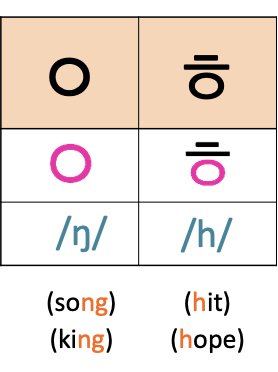 ㅇ ㅎ
ㅇ ㅎ
/ŋ/ /h/
(song) (hit)
(king) (hope)